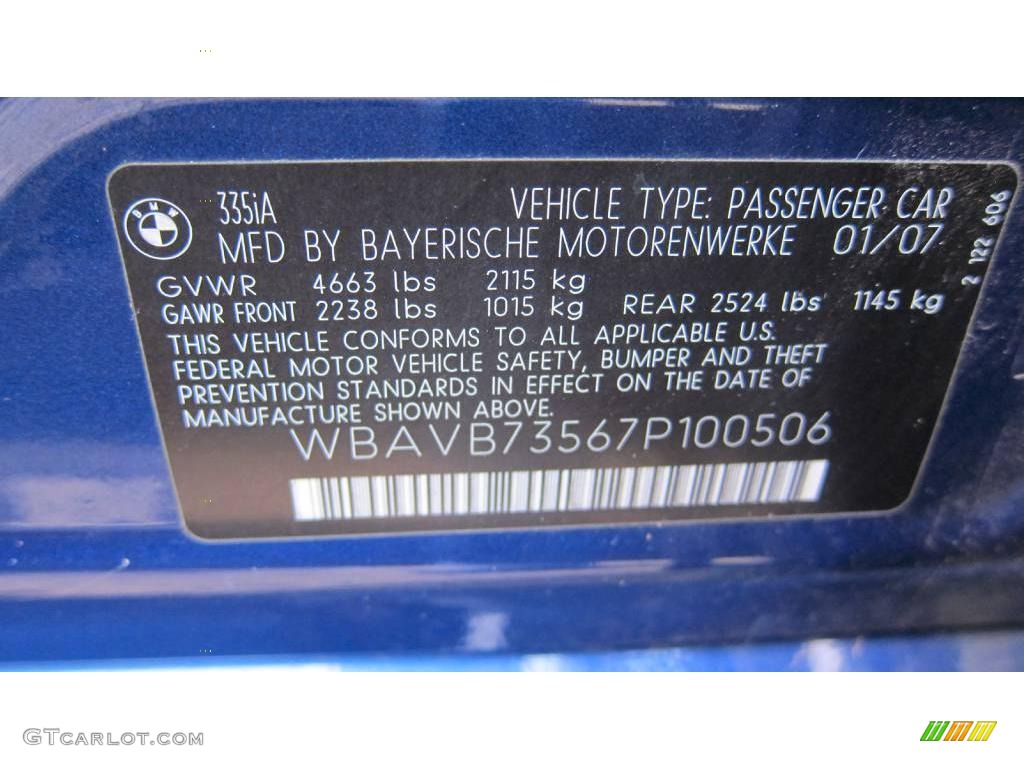 BMW
335iA VEHICLE TYPE: PASSENGER CAR
MFD BY BAYERISCHE MOTORENWERKE 01/07
2 122 606
GVWR 4663 lbs 2115 kg
GAWR FRONT 2238 lbs 1015 kg REAR 2524 lbs 1145 kg
THIS VEHICLE CONFORMS TO ALL APPLICABLE U.S.
FEDERAL MOTOR VEHICLE SAFETY, BUMPER AND THEFT
PREVENTION STANDARDS IN EFFECT ON THE DATE OF
MANUFACTURE SHOWN ABOVE.
WBAVB73567P100506
GTCARLOT.COM